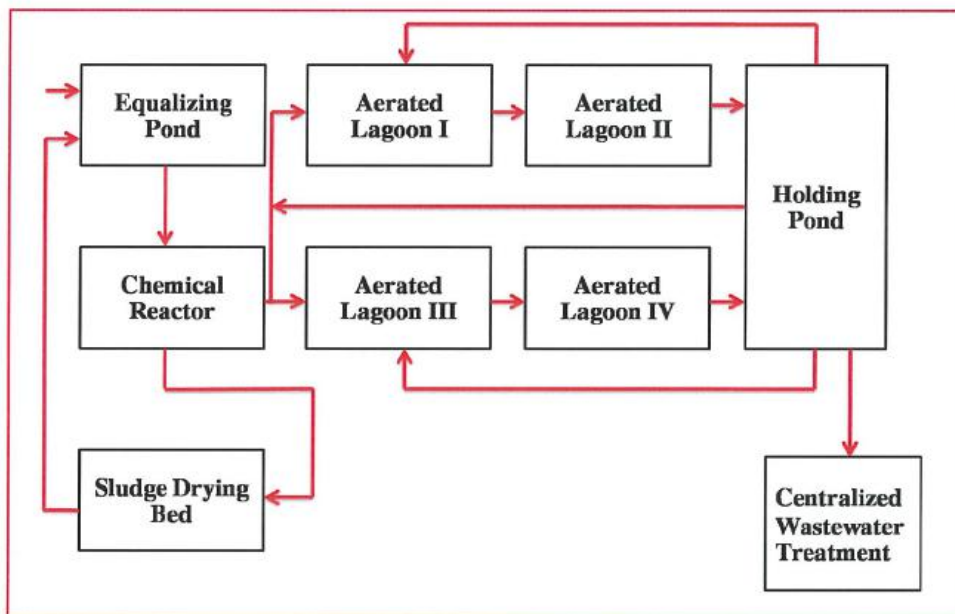 Equalizing
Pond
Aerated
Lagoon I
Aerated
Lagoon II
Holding
Pond
Chemical
Reactor
Aerated
Lagoon III
Aerated
Lagoon IV
Sludge Drying
Bed
Centralized
Wastewater
Treatment